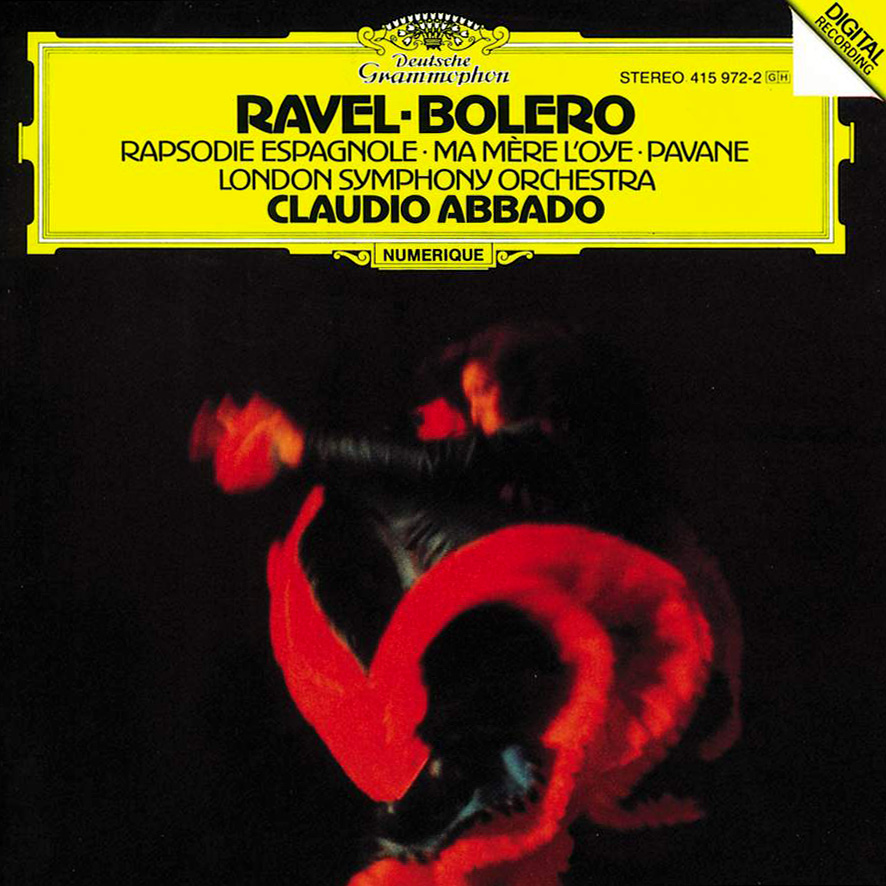 DIGITAL
RECORDING
Deutsche
Grammophon
STEREO 415 972-2 GH
RAVEL·BOLERO
RAPSODIE ESPAGNOLE · MA MÈRE L'OYE · PAVANE
LONDON SYMPHONY ORCHESTRA
CLAUDIO ABBADO
NUMERIQUE